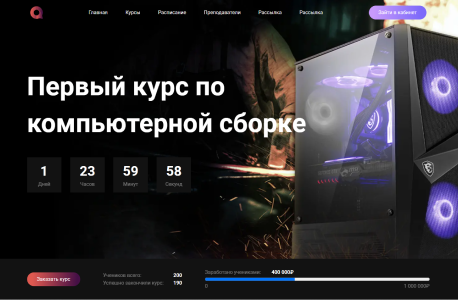 Главная Курсы Расписание Преподаватели Рассылка Рассылка Зайти в кабинет
Первый курс по
компьютерной сборке
1 23 59 58
Дней Часов Минут Секунд
Заказать курс
Учеников всего: 200
Успешно закончили курс: 190
Заработано учениками: 400 000₽
0 1 000 000₽